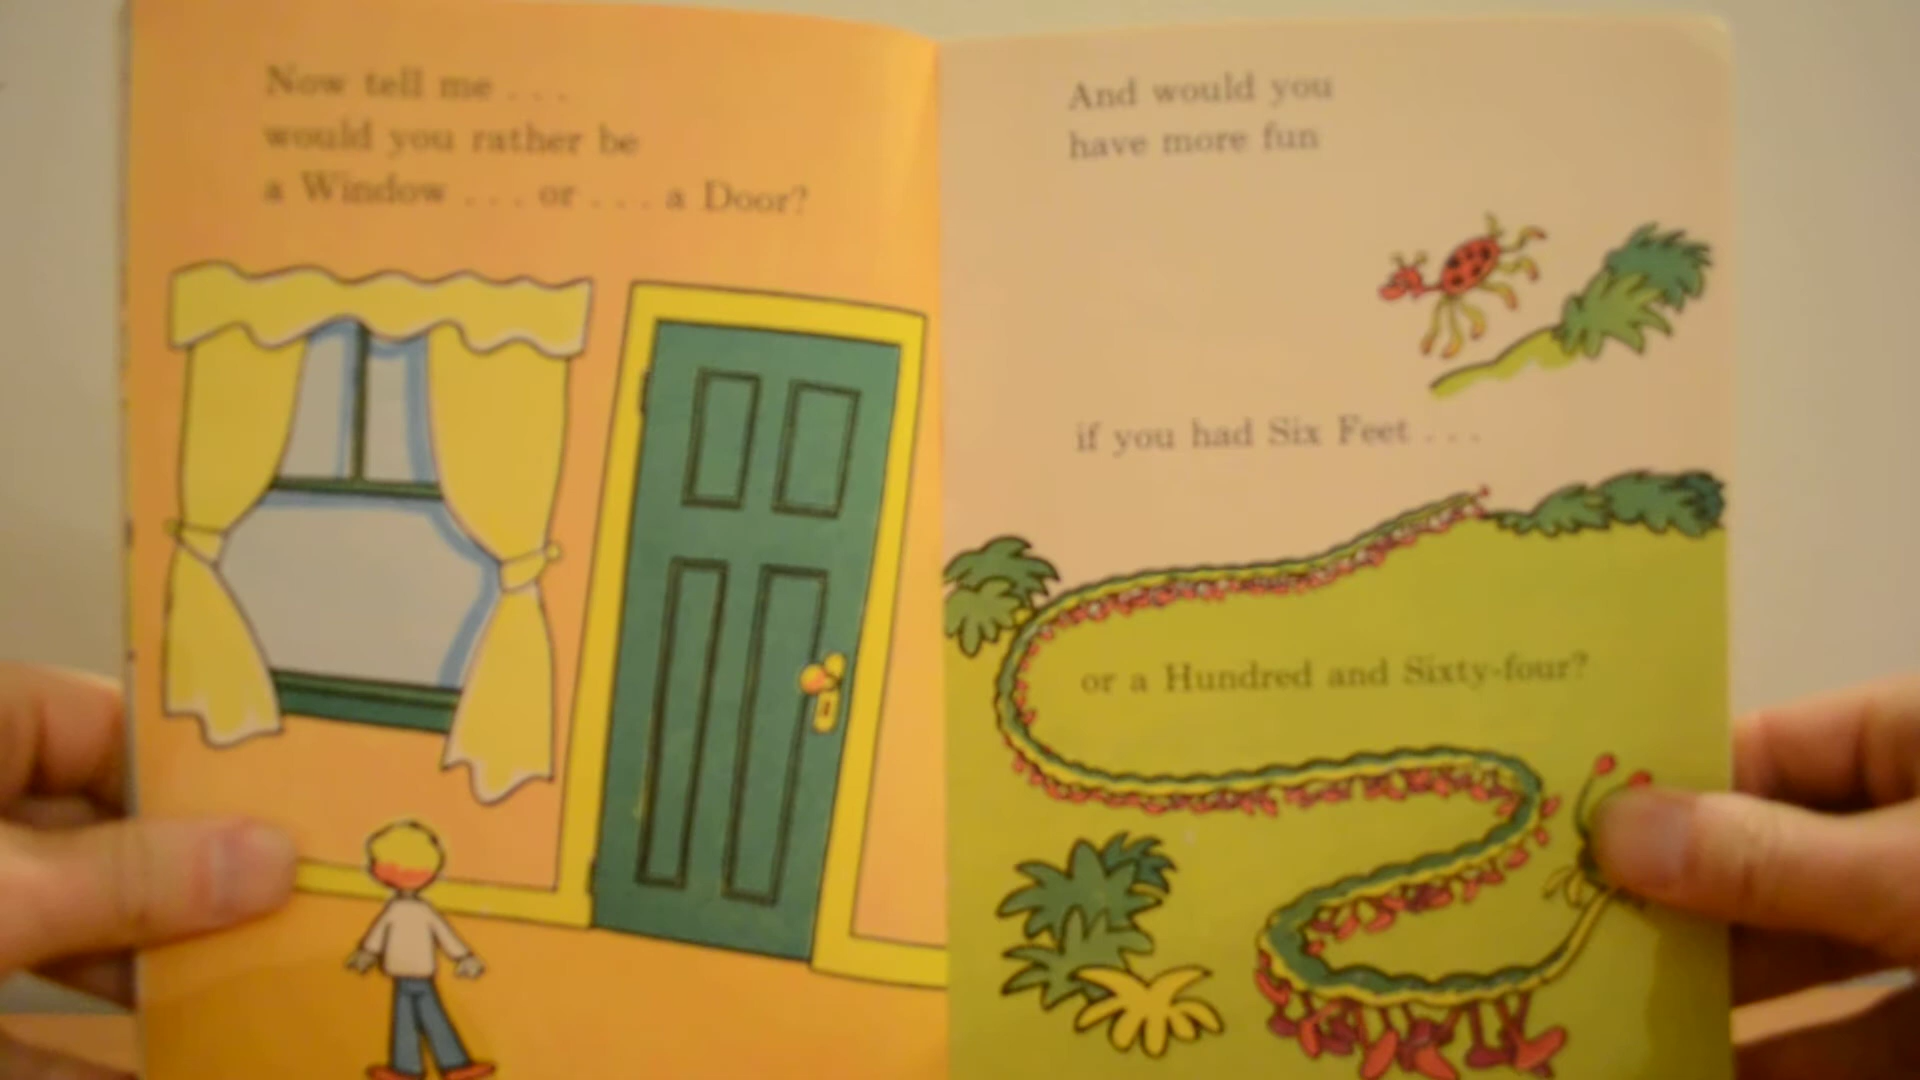 Now tell me . . .
would you rather be
a Window . . . or . . . a Door?
And would you
have more fun
if you had Six Feet . . .
or a Hundred and Sixty-four?